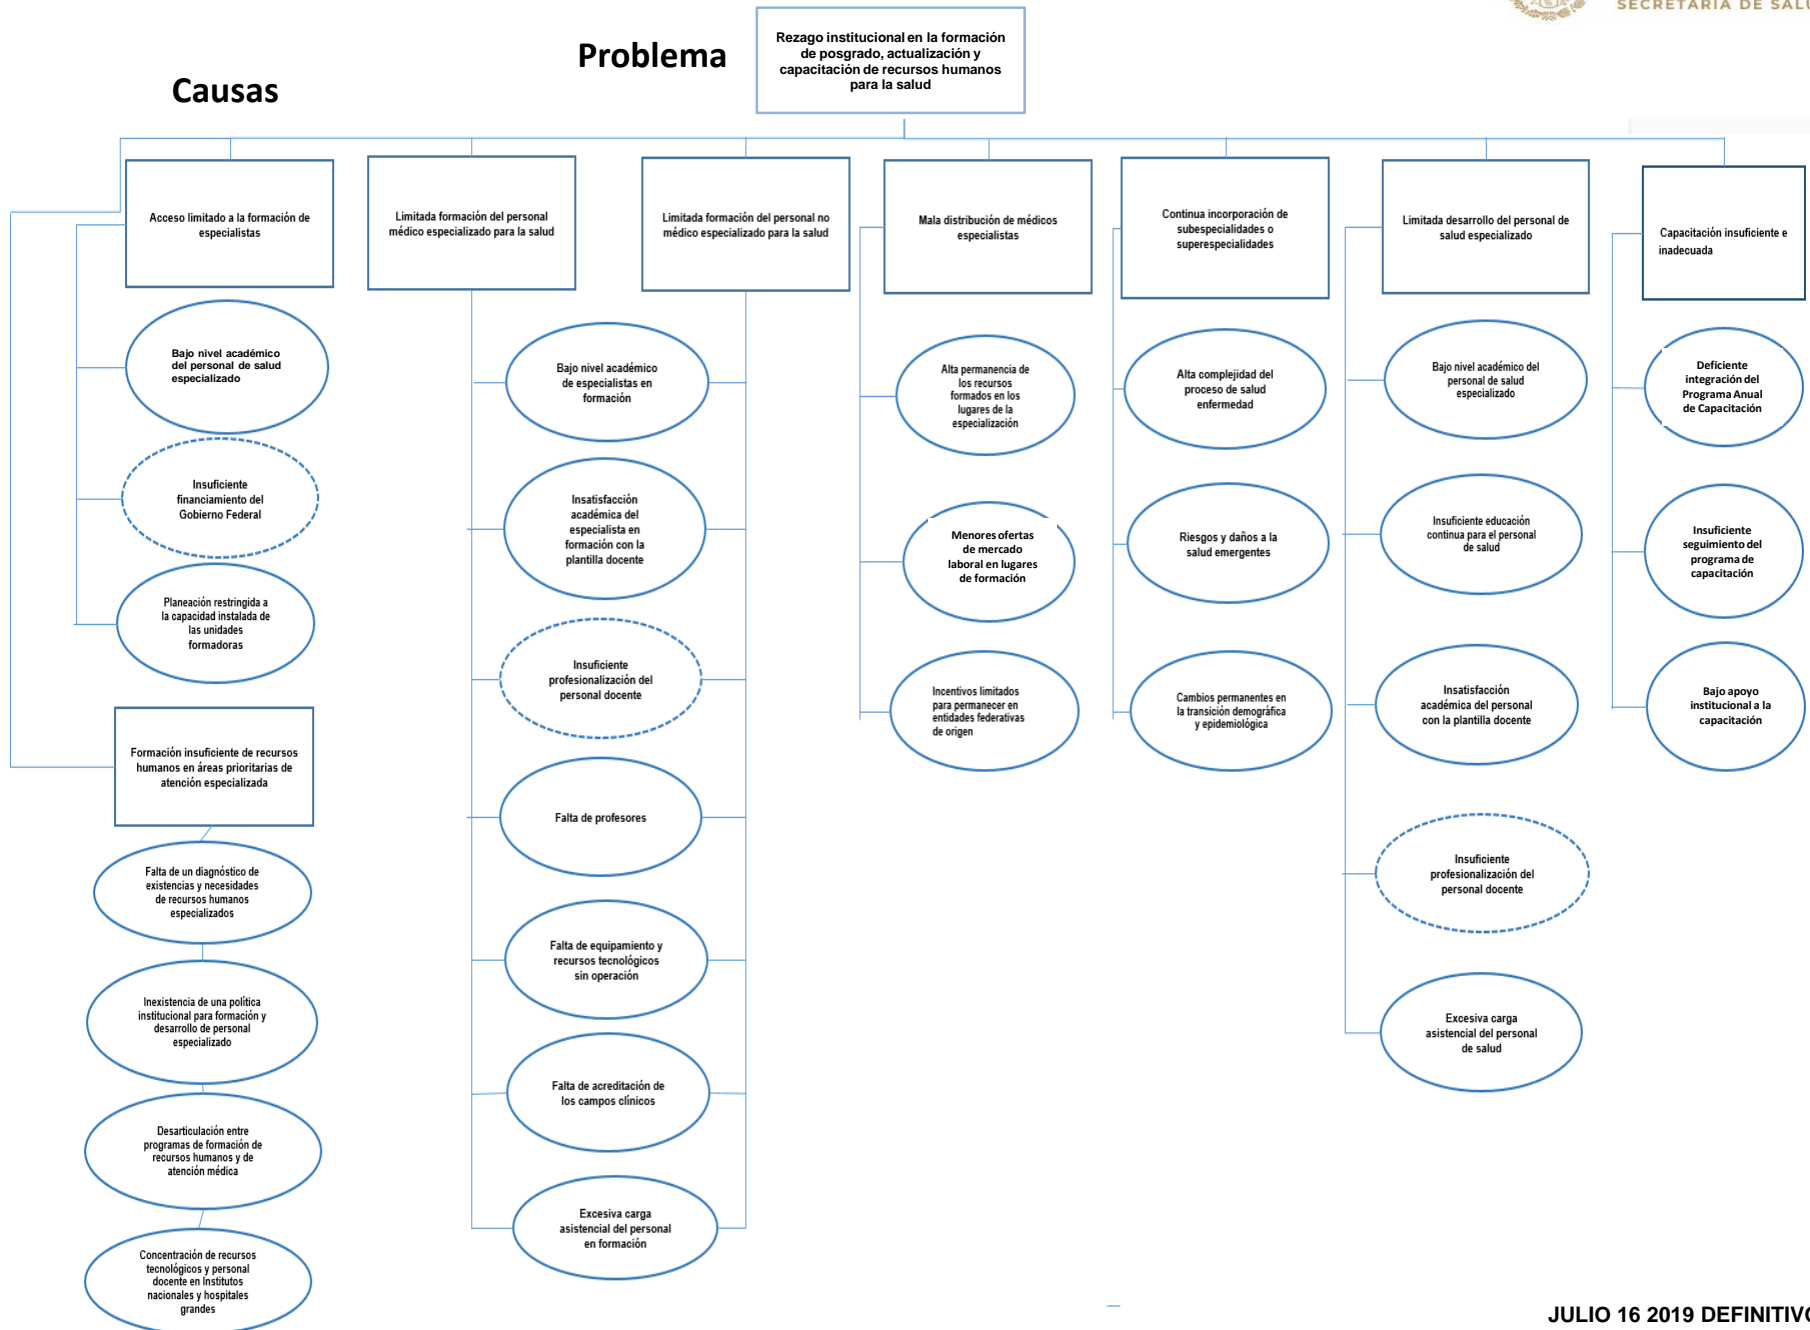 SECRETARÍA DE SALU
Problema
Rezago institucional en la formación
de posgrado, actualización y
capacitación de recursos humanos
para la salud
Causas
Acceso limitado a la formación de
especialistas
Limitada formación del personal
médico especializado para la salud
Limitada formación del personal no
médico especializado para la salud
Mala distribución de médicos
especialistas
Continua incorporación de
subespecialidades o
superespecialidades
Limitada desarrollo del personal de
salud especializado
Capacitación insuficiente e
inadecuada
Bajo nivel académico
del personal de salud
especializado
Insuficiente
financiamiento del
Gobierno Federal
Planeación restringida a
la capacidad instalada de
las unidades
formadoras
Formación insuficiente de recursos
humanos en áreas prioritarias de
atención especializada
Falta de un diagnóstico de
existencias y necesidades
de recursos humanos
especializados
Inexistencia de una política
institucional para formación y
desarrollo de personal
especializado
Desarticulación entre
programas de formación de
recursos humanos y de
atención médica
Concentración de recursos
tecnológicos y personal
docente en Institutos
nacionales y hospitales
grandes
Bajo nivel académico
de especialistas en
formación
Insatisfacción
académica del
especialista en
formación con la
plantilla docente
Insuficiente
profesionalización del
personal docente
Falta de profesores
Falta de equipamiento y
recursos tecnológicos
sin operación
Falta de acreditación de
los campos clínicos
Excesiva carga
asistencial del personal
en formación
Alta permanencia de
los recursos
formados en los
lugares de la
especialización
Menores ofertas
de mercado
laboral en lugares
de formación
Incentivos limitados
para permanecer en
entidades federativas
de origen
Alta complejidad del
proceso de salud
enfermedad
Riesgos y daños a la
salud emergentes
Cambios permanentes en
la transición demográfica
y epidemiológica
Bajo nivel académico del
personal de salud
especializado
Insuficiente educación
continua para el personal
de salud
Insatisfacción
académica del personal
con la plantilla docente
Insuficiente
profesionalización del
personal docente
Excesiva carga
asistencial del personal
de salud
Deficiente
integración del
Programa Anual
de Capacitación
Insuficiente
seguimiento del
programa de
capacitación
Bajo apoyo
institucional a la
capacitación
JULIO 16 2019 DEFINITIVO